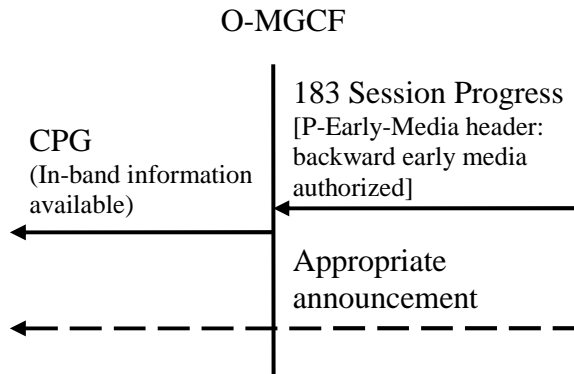 O-MGCF
183 Session Progress
[P-Early-Media header:
backward early media
authorized]
CPG
(In-band information
available)
Appropriate
announcement